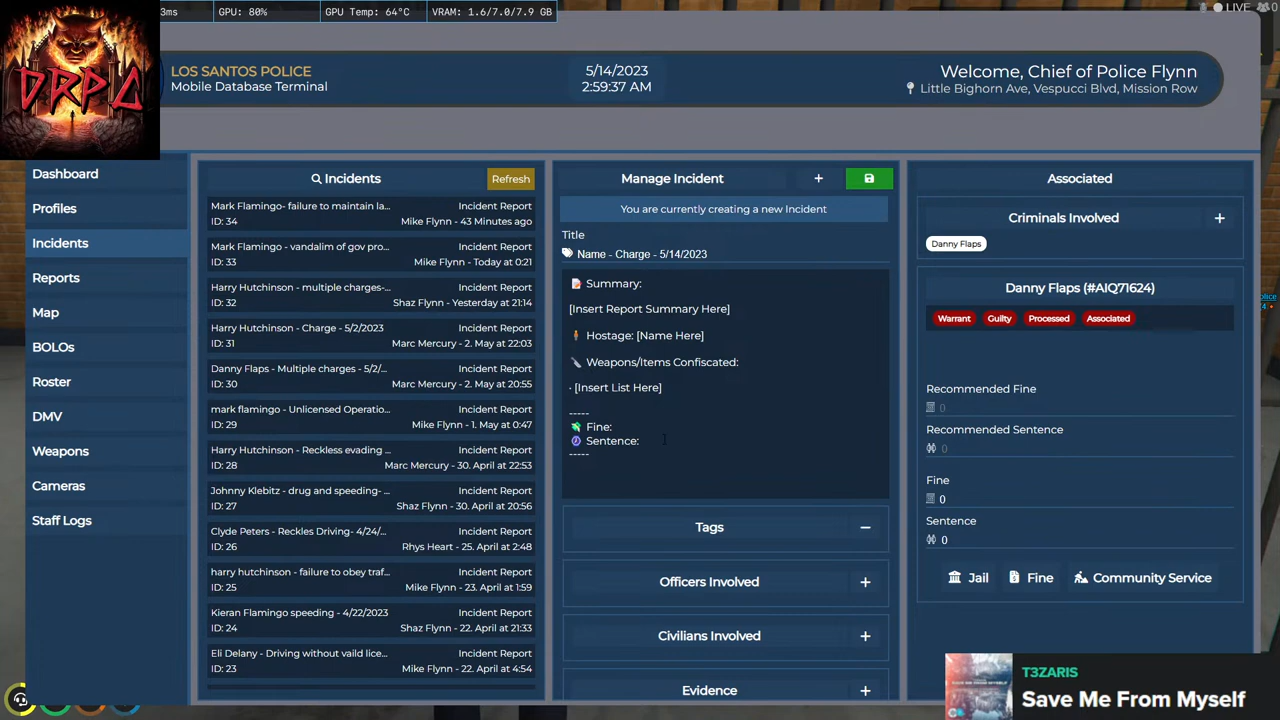 3ms GPU: 80% GPU Temp: 64°C VRAM: 1.6/7.0/7.9 GB
LIVE 0
DRPC
LOS SANTOS POLICE
Mobile Database Terminal
5/14/2023
2:59:37 AM
Welcome, Chief of Police Flynn
Little Bighorn Ave, Vespucci Blvd, Mission Row
Dashboard
Profiles
Incidents
Reports
Map
BOLOs
Roster
DMV
Weapons
Cameras
Staff Logs
Incidents Refresh
Mark Flamingo- failure to maintain la... Incident Report
ID: 34 Mike Flynn - 43 Minutes ago
Mark Flamingo - vandalim of gov pro... Incident Report
ID: 33 Mike Flynn - Today at 0:21
Harry Hutchinson - multiple charges-... Incident Report
ID: 32 Shaz Flynn - Yesterday at 21:14
Harry Hutchinson - Charge - 5/2/2023 Incident Report
ID: 31 Marc Mercury - 2. May at 22:03
Danny Flaps - Multiple charges - 5/2/... Incident Report
ID: 30 Marc Mercury - 2. May at 20:55
mark flamingo - Unlicensed Operatio... Incident Report
ID: 29 Mike Flynn - 1. May at 0:47
Harry Hutchinson - Reckless evading ... Incident Report
ID: 28 Marc Mercury - 30. April at 22:53
Johnny Klebitz - drug and speeding- ... Incident Report
ID: 27 Shaz Flynn - 30. April at 20:56
Clyde Peters - Reckles Driving- 4/24/... Incident Report
ID: 26 Rhys Heart - 25. April at 2:48
harry hutchinson - failure to obey traf... Incident Report
ID: 25 Mike Flynn - 23. April at 1:59
Kieran Flamingo speeding - 4/22/2023 Incident Report
ID: 24 Shaz Flynn - 22. April at 21:33
Eli Delany - Driving without vaild lice... Incident Report
ID: 23 Mike Flynn - 22. April at 4:54
Manage Incident +
You are currently creating a new Incident
Title
Name - Charge - 5/14/2023
Summary:
[Insert Report Summary Here]
Hostage: [Name Here]
Weapons/Items Confiscated:
· [Insert List Here]
-----
Fine:
Sentence:
-----
Tags −
Officers Involved +
Civilians Involved +
Evidence +
Associated
Criminals Involved +
Danny Flaps
Danny Flaps (#AIQ71624)
Warrant Guilty Processed Associated
Recommended Fine
0
Recommended Sentence
0
Fine
0
Sentence
0
Jail Fine Community Service
T3ZARIS
Save Me From Myself